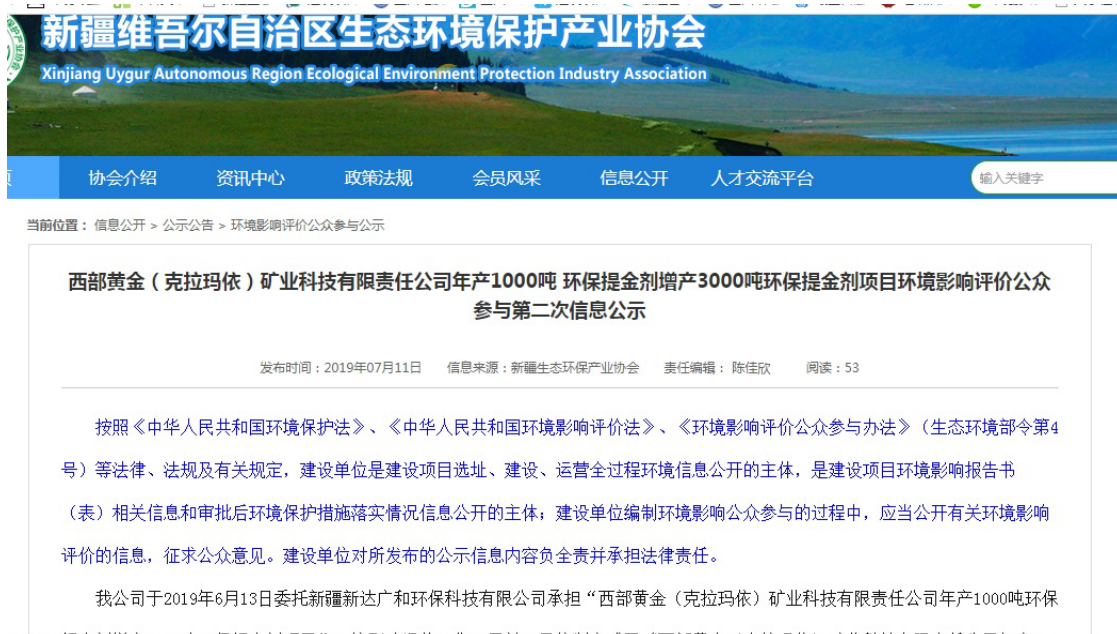 新疆维吾尔自治区生态环境保护产业协会
Xinjiang Uygur Autonomous Region Ecological Environment Protection Industry Association
协会介绍 资讯中心 政策法规 会员风采 信息公开 人才交流平台 输入关键字
当前位置：信息公开 > 公示公告 > 环境影响评价公众参与公示
西部黄金（克拉玛依）矿业科技有限责任公司年产1000吨 环保提金剂增产3000吨环保提金剂项目环境影响评价公众
参与第二次信息公示
发布时间：2019年07月11日 信息来源：新疆生态环保产业协会 责任编辑： 陈佳欣 阅读：53
按照《中华人民共和国环境保护法》、《中华人民共和国环境影响评价法》、《环境影响评价公众参与办法》（生态环境部令第4
号）等法律、法规及有关规定，建设单位是建设项目选址、建设、运营全过程环境信息公开的主体，是建设项目环境影响报告书
（表）相关信息和审批后环境保护措施落实情况信息公开的主体；建设单位编制环境影响公众参与的过程中，应当公开有关环境影响
评价的信息，征求公众意见。建设单位对所发布的公示信息内容负全责并承担法律责任。
我公司于2019年6月13日委托新疆新达广和环保科技有限公司承担“西部黄金（克拉玛依）矿业科技有限责任公司年产1000吨环保